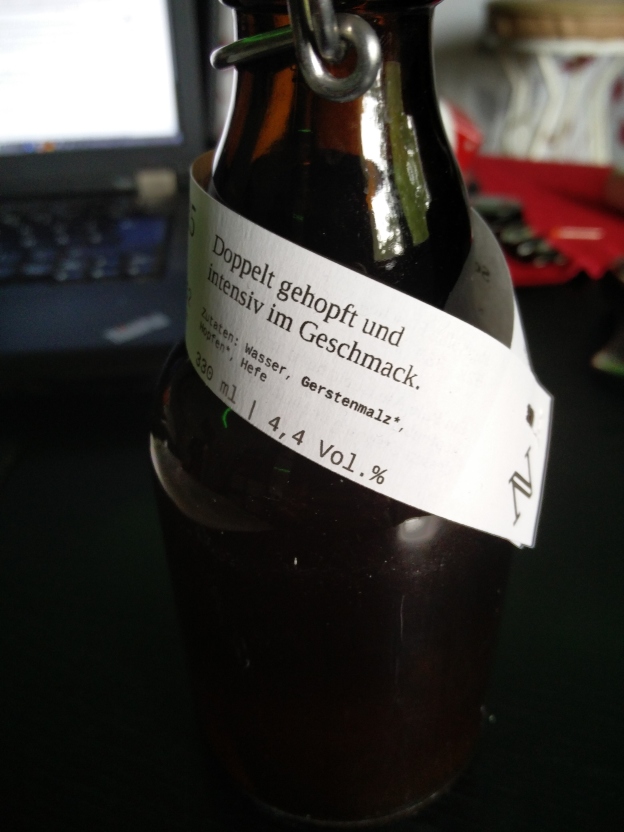 Doppelt gehopft und
intensiv im Geschmack.
Zutaten: Wasser, Gerstenmalz*,
Hopfen*, Hefe
330 ml | 4,4 Vol.%